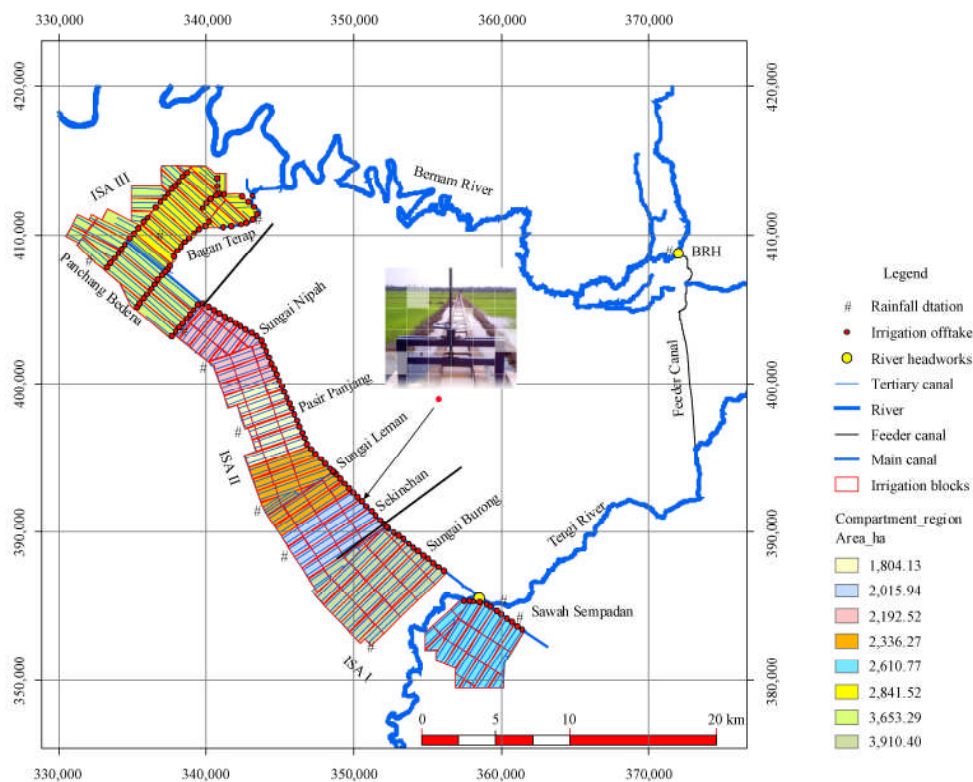 330,000 340,000 350,000 360,000 370,000
420,000 420,000
ISA III
Bernam River
410,000 410,000
Bagan Terap
BRH
Panchang Bedena
Sungai Nipah
Feeder Canal
400,000 400,000
Pasir Panjang
Sungai Leman
ISA II
Sekinchan
390,000 390,000
Sungai Burong
Tengi River
Sawah Sempadan
ISA I
350,000 380,000
0 5 10 20 km
330,000 340,000 350,000 360,000 370,000
Legend
# Rainfall dtation
Irrigation offtake
River headworks
Tertiary canal
River
Feeder canal
Main canal
Irrigation blocks
Compartment_region
Area_ha
1,804.13
2,015.94
2,192.52
2,336.27
2,610.77
2,841.52
3,653.29
3,910.40